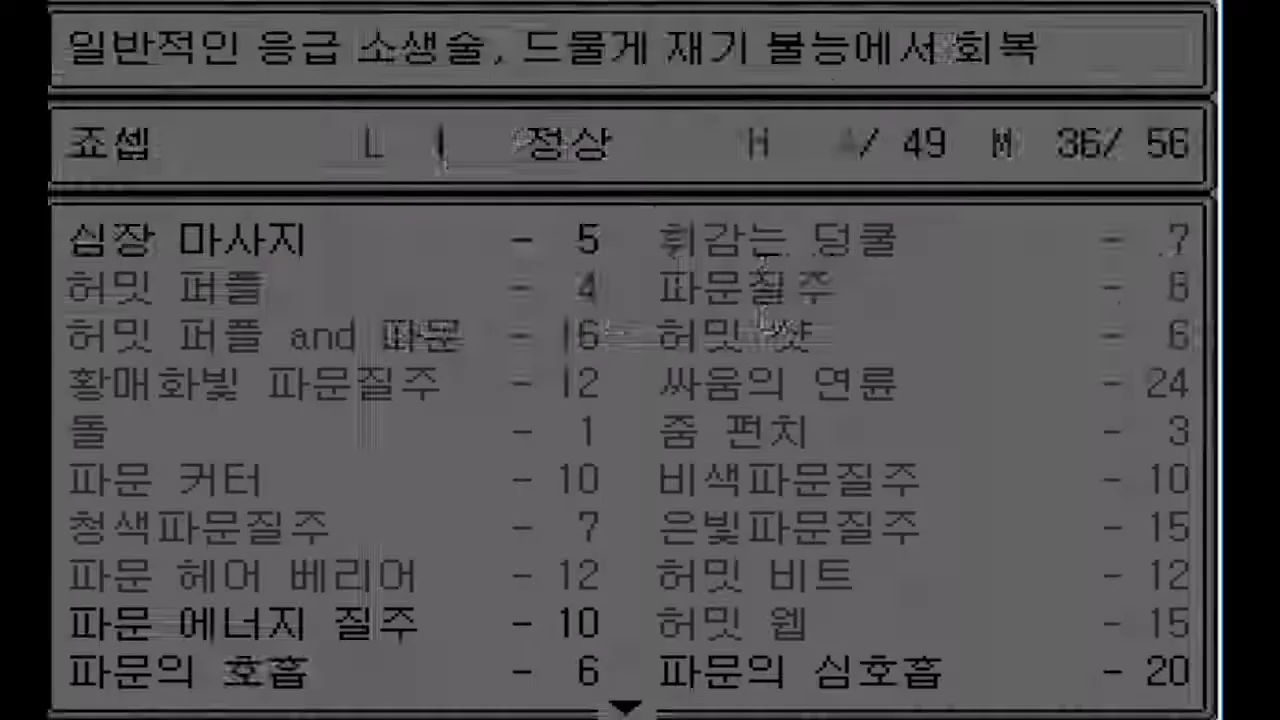 일반적인 응급 소생술, 드물게 재기 불능에서 회복
죠셉 L 정상 H / 49 M 36/ 56
심장 마사지 - 5 휘감는 덩쿨 - 7
허밋 퍼플 - 4 파문질주 - 8
허밋 퍼플 and 파문 - 16 허밋 샷 - 6
황매화빛 파문질주 - 12 싸움의 연륜 - 24
돌 - 1 줌 펀치 - 3
파문 커터 - 10 비색파문질주 - 10
청색파문질주 - 7 은빛파문질주 - 15
파문 헤어 베리어 - 12 허밋 비트 - 12
파문 에너지 질주 - 10 허밋 웹 - 15
파문의 호흡 - 6 파문의 심호흡 - 20